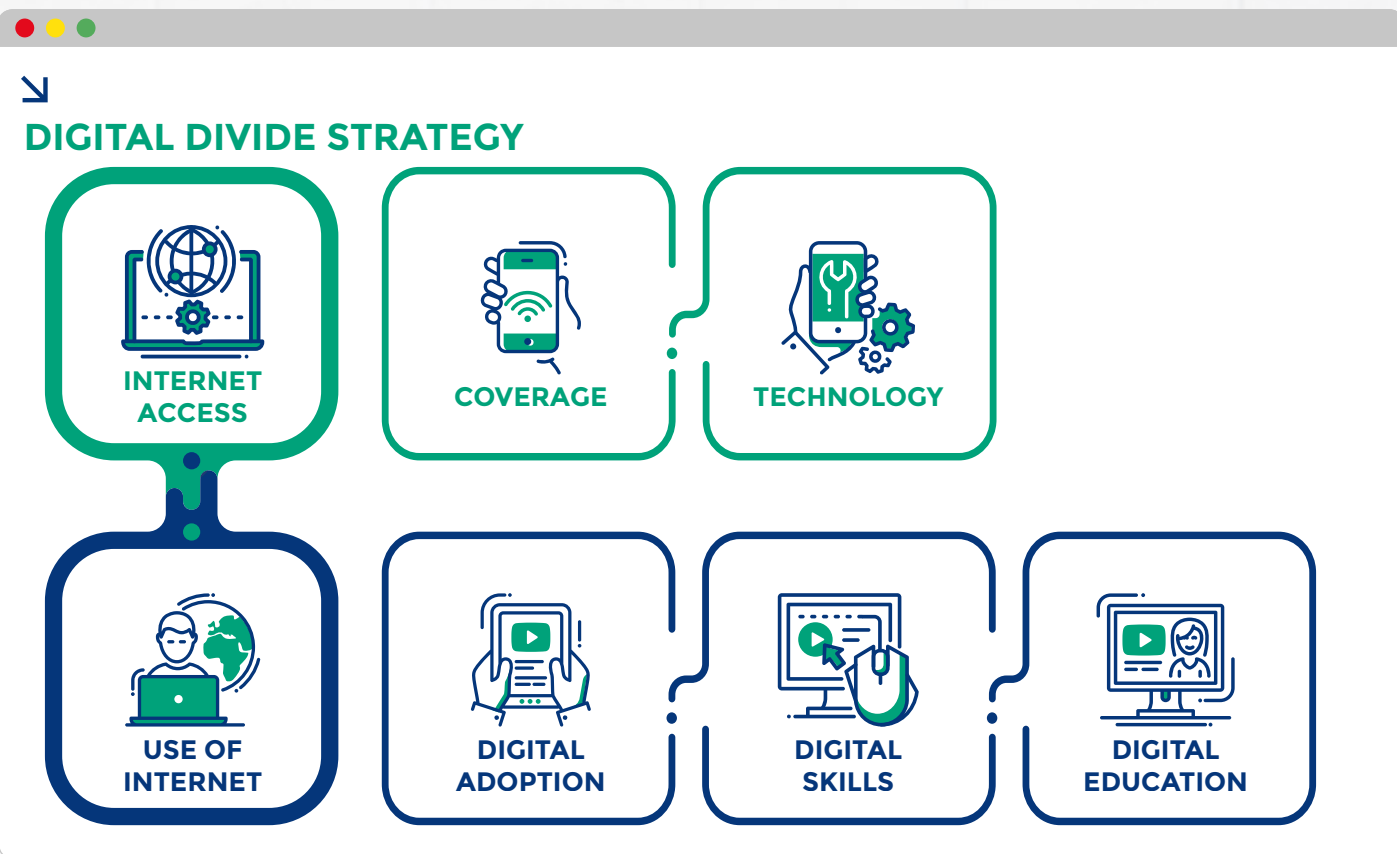 DIGITAL DIVIDE STRATEGY
INTERNET
ACCESS
COVERAGE
TECHNOLOGY
USE OF
INTERNET
DIGITAL
ADOPTION
DIGITAL
SKILLS
DIGITAL
EDUCATION